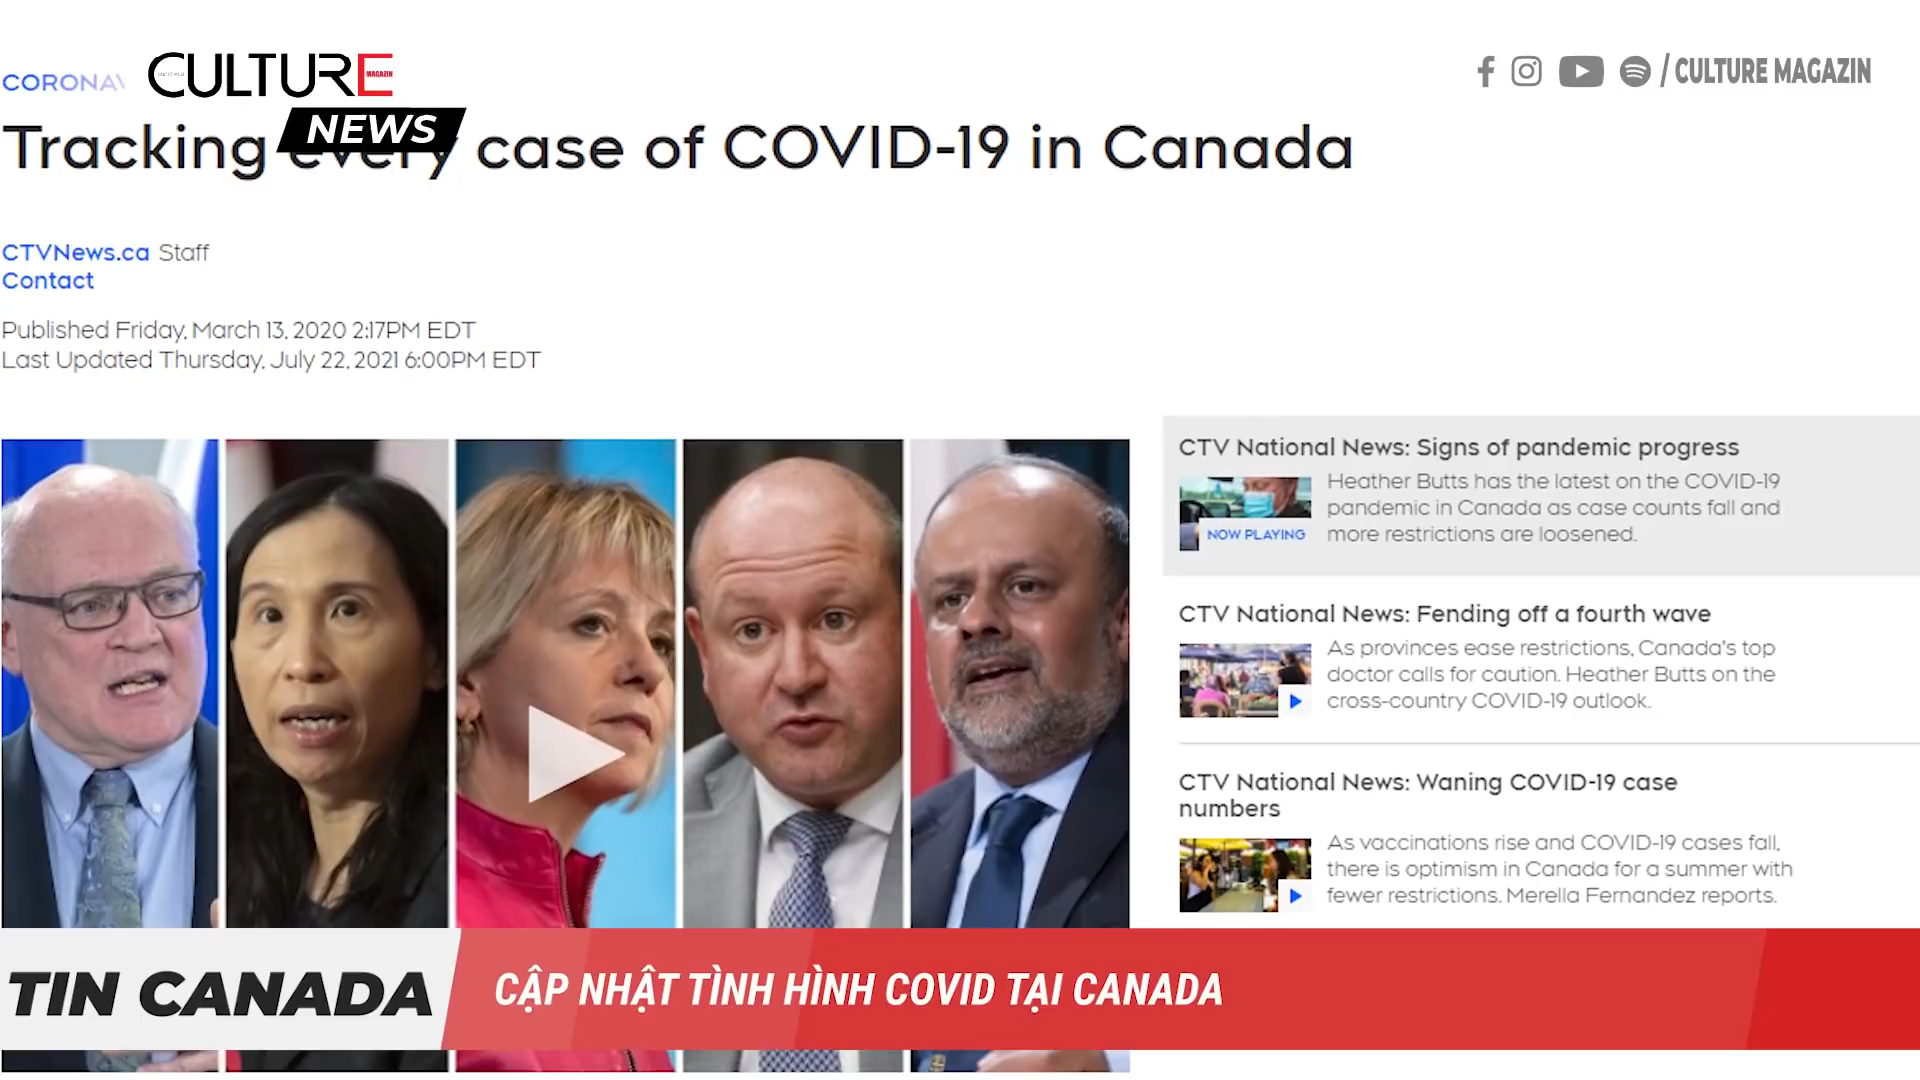 CULTURE
MAGAZIN
NEWS
/ CULTURE MAGAZIN
Tracking every case of COVID-19 in Canada
CTVNews.ca Staff
Contact
Published Friday, March 13, 2020 2:17PM EDT
Last Updated Thursday, July 22, 2021 6:00PM EDT
CTV National News: Signs of pandemic progress
Heather Butts has the latest on the COVID-19
pandemic in Canada as case counts fall and
more restrictions are loosened.
NOW PLAYING
CTV National News: Fending off a fourth wave
As provinces ease restrictions, Canada's top
doctor calls for caution. Heather Butts on the
cross-country COVID-19 outlook.
CTV National News: Waning COVID-19 case
numbers
As vaccinations rise and COVID-19 cases fall,
there is optimism in Canada for a summer with
fewer restrictions. Merella Fernandez reports.
TIN CANADA
CẬP NHẬT TÌNH HÌNH COVID TẠI CANADA